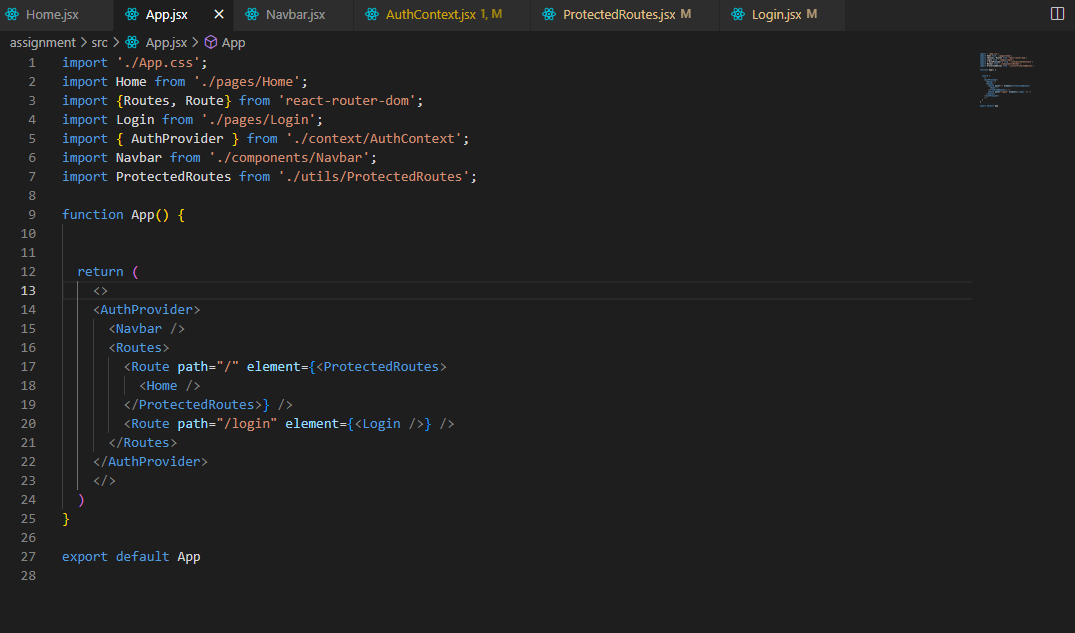 Home.jsx App.jsx Navbar.jsx AuthContext.jsx 1, M ProtectedRoutes.jsx M Login.jsx M
assignment > src > App.jsx > App
1 import './App.css';
2 import Home from './pages/Home';
3 import {Routes, Route} from 'react-router-dom';
4 import Login from './pages/Login';
5 import { AuthProvider } from './context/AuthContext';
6 import Navbar from './components/Navbar';
7 import ProtectedRoutes from './utils/ProtectedRoutes';
8
9 function App() {
10
11
12   return (
13     <>
14     <AuthProvider>
15       <Navbar />
16       <Routes>
17         <Route path="/" element={<ProtectedRoutes>
18           <Home />
19         </ProtectedRoutes>} />
20         <Route path="/login" element={<Login />} />
21       </Routes>
22     </AuthProvider>
23     </>
24   )
25 }
26
27 export default App
28